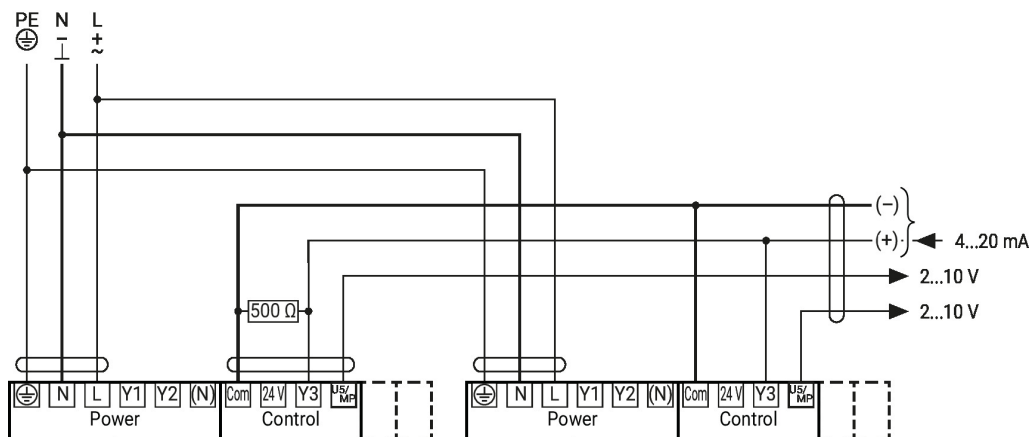 PE N L
− +
⊥ ~
(−)
(+) 4...20 mA
2...10 V
500 Ω
2...10 V
N L Y1 Y2 (N) Com 24 V Y3 U5/MP N L Y1 Y2 (N) Com 24 V Y3 U5/MP
Power Control Power Control